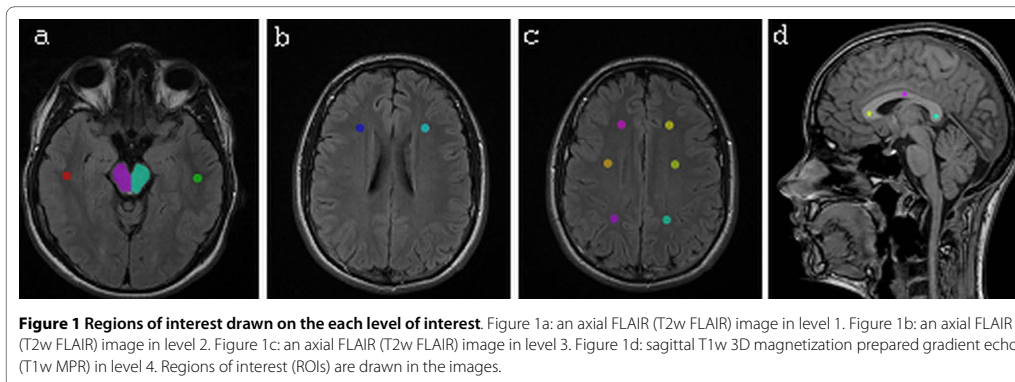 a
b
c
d
Figure 1 Regions of interest drawn on the each level of interest. Figure 1a: an axial FLAIR (T2w FLAIR) image in level 1. Figure 1b: an axial FLAIR
(T2w FLAIR) image in level 2. Figure 1c: an axial FLAIR (T2w FLAIR) image in level 3. Figure 1d: sagittal T1w 3D magnetization prepared gradient echo
(T1w MPR) in level 4. Regions of interest (ROIs) are drawn in the images.